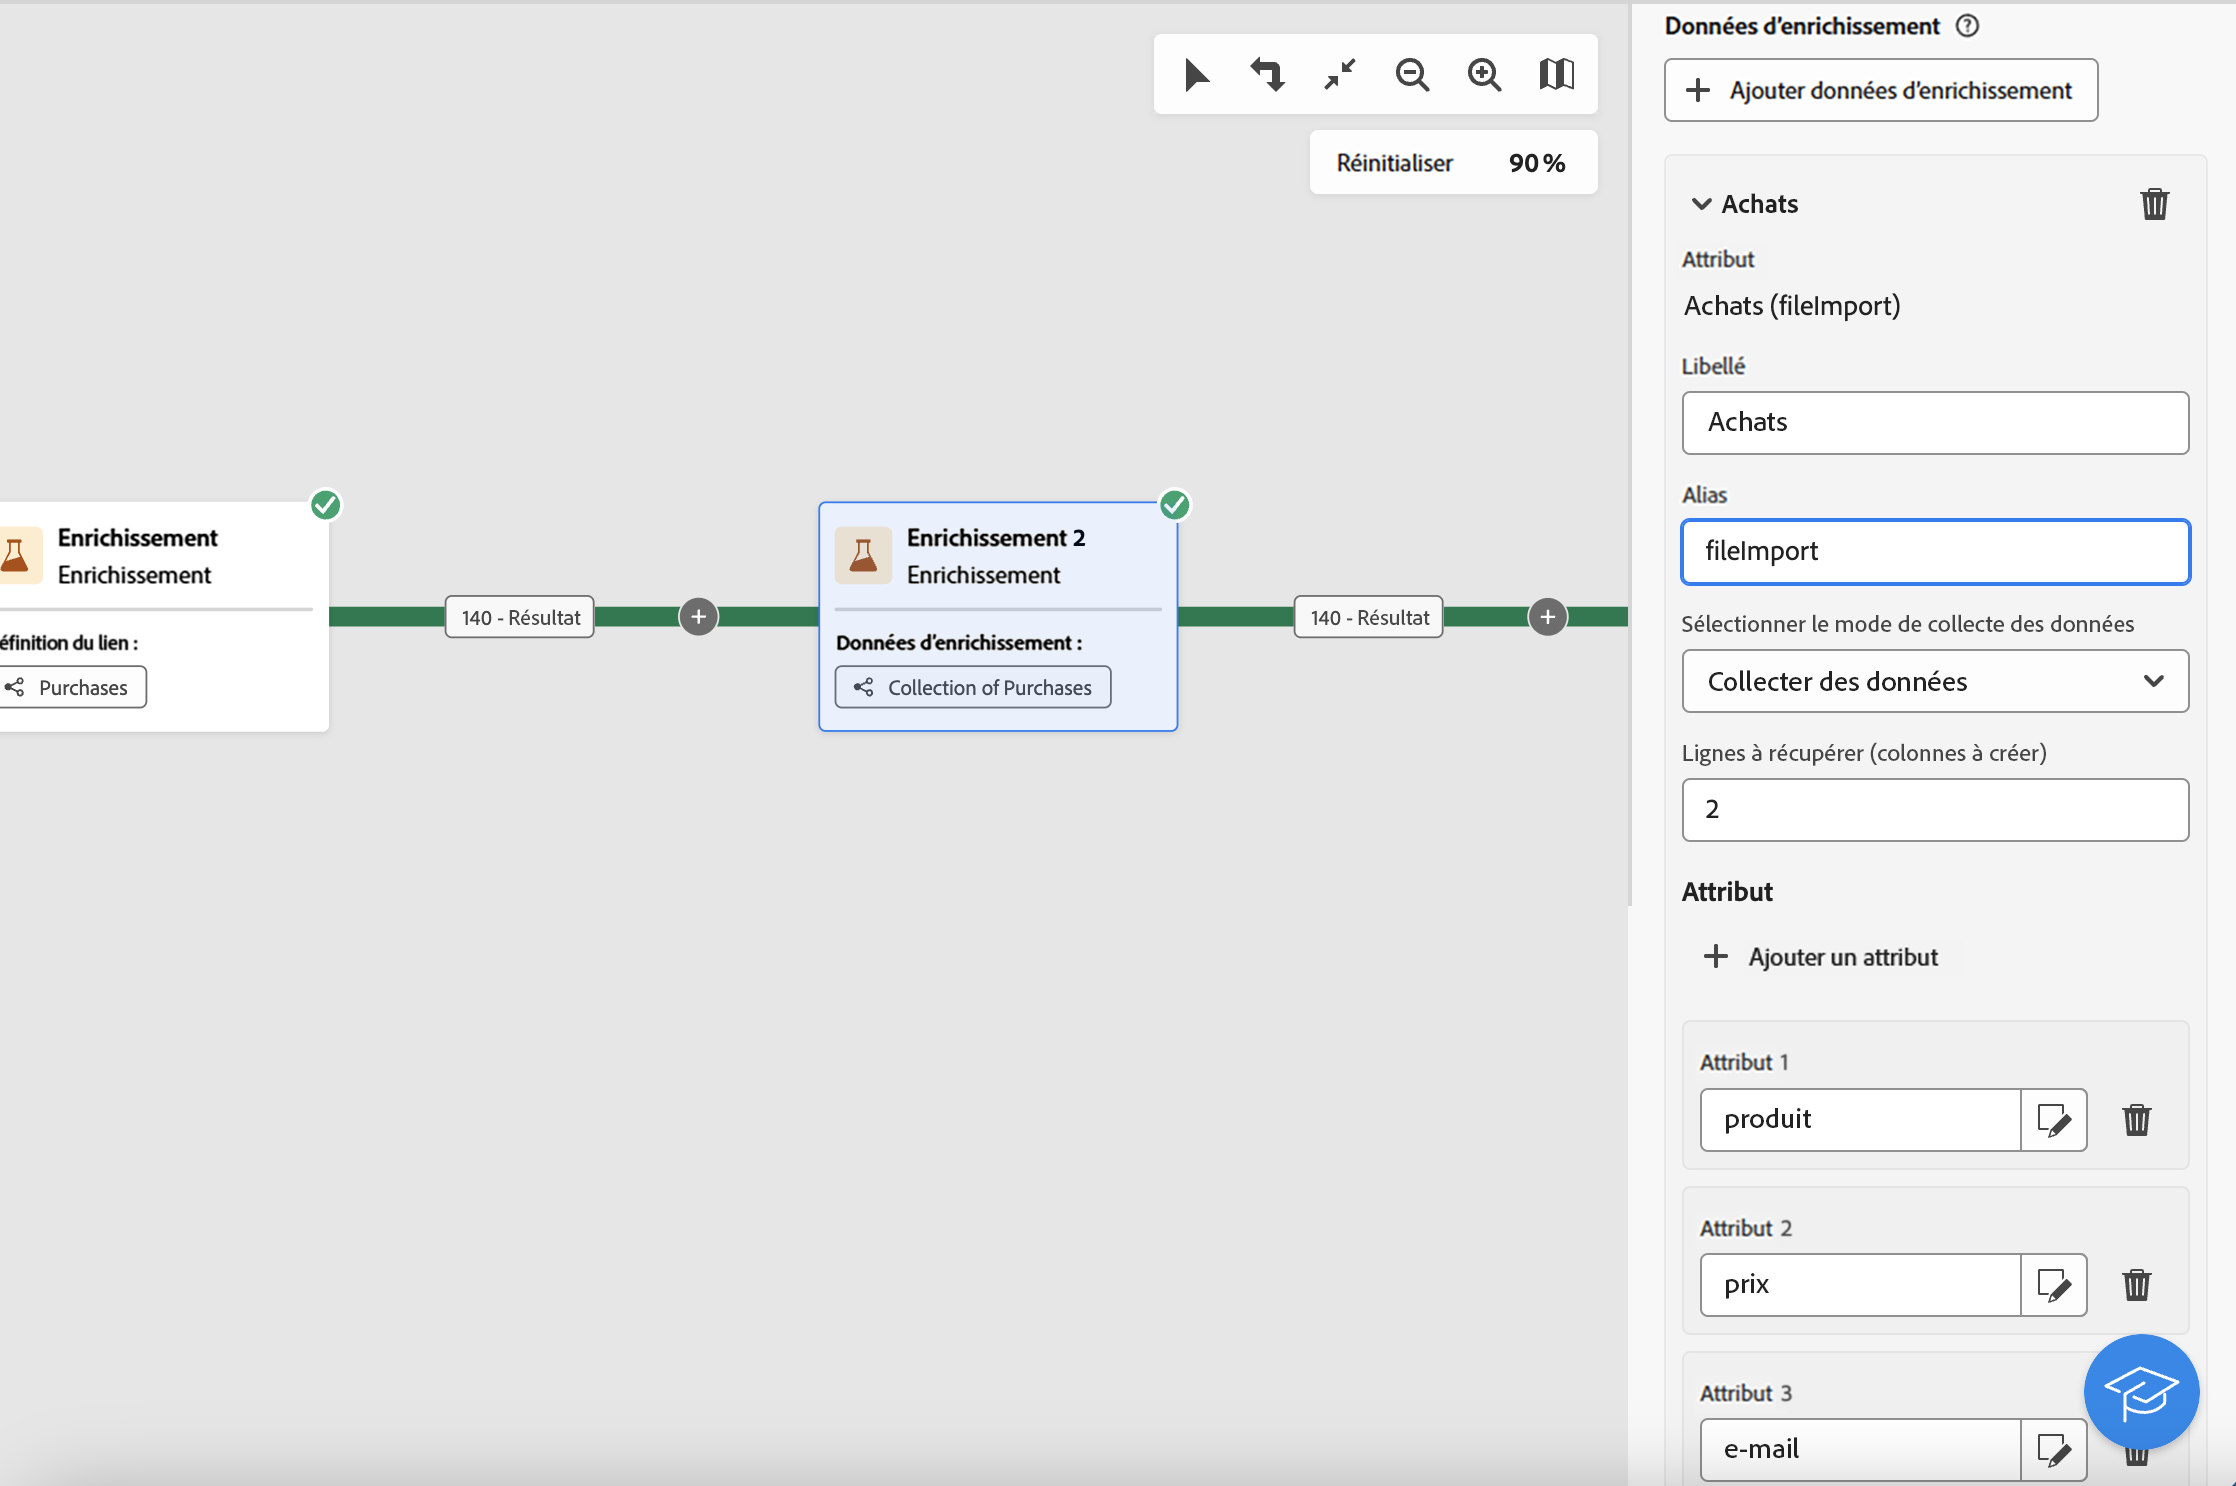 Réinitialiser 90 %
Enrichissement
Enrichissement
éfinition du lien :
Purchases
140 - Résultat
Enrichissement 2
Enrichissement
Données d'enrichissement :
Collection of Purchases
140 - Résultat
Données d'enrichissement
Ajouter données d'enrichissement
Achats
Attribut
Achats (fileImport)
Libellé
Achats
Alias
fileImport
Sélectionner le mode de collecte des données
Collecter des données
Lignes à récupérer (colonnes à créer)
2
Attribut
Ajouter un attribut
Attribut 1
produit
Attribut 2
prix
Attribut 3
e-mail